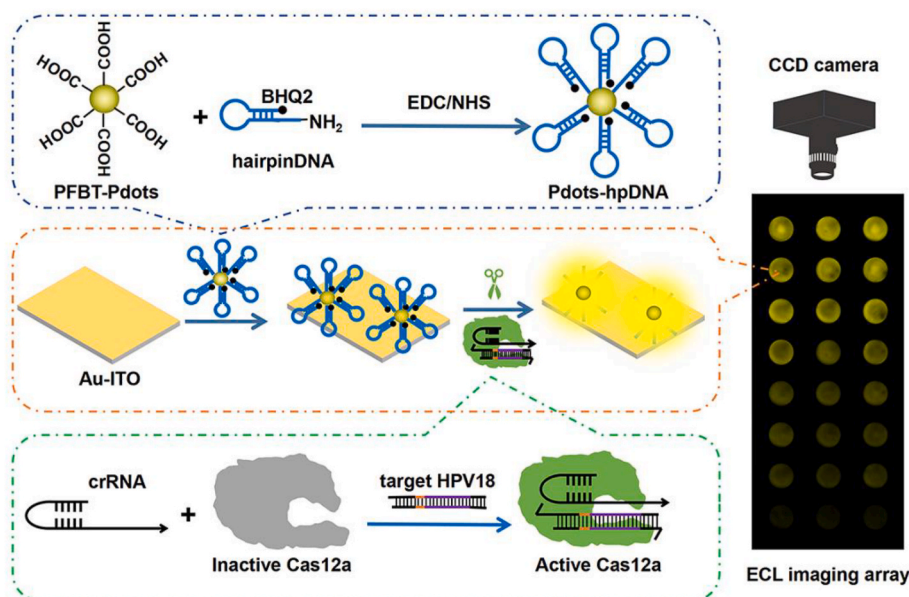 HOOC
COOH
HOOC
COOH
HOOC
COOH
PFBT-Pdots
+
BHQ2
NH2
hairpinDNA
EDC/NHS
Pdots-hpDNA
CCD camera
Au-ITO
crRNA
+
Inactive Cas12a
target HPV18
Active Cas12a
ECL imaging array